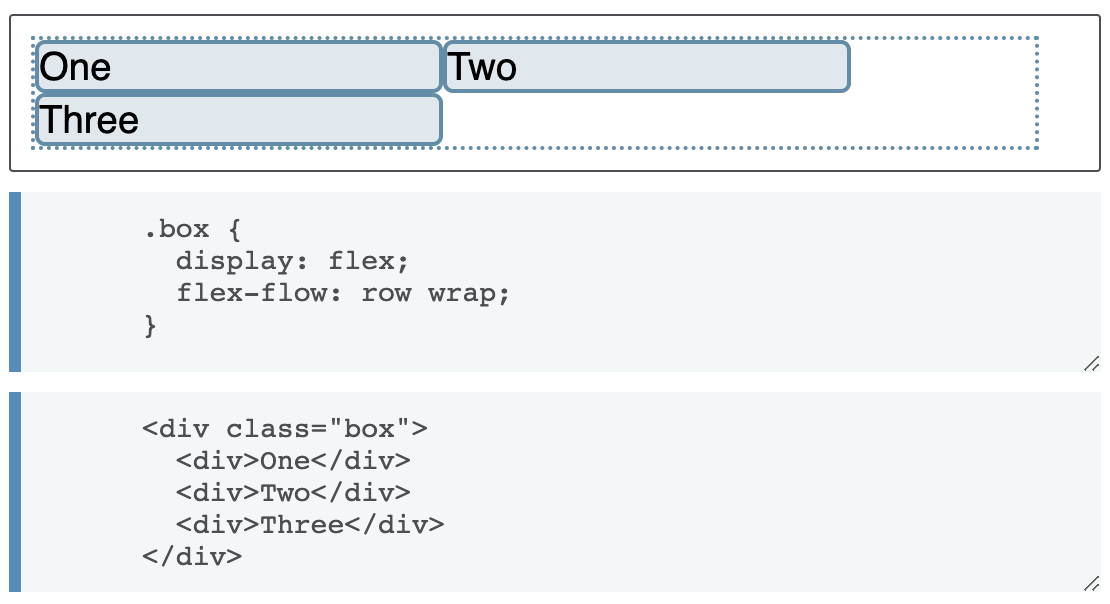 One Two
Three
.box {
  display: flex;
  flex-flow: row wrap;
}
<div class="box">
  <div>One</div>
  <div>Two</div>
  <div>Three</div>
</div>